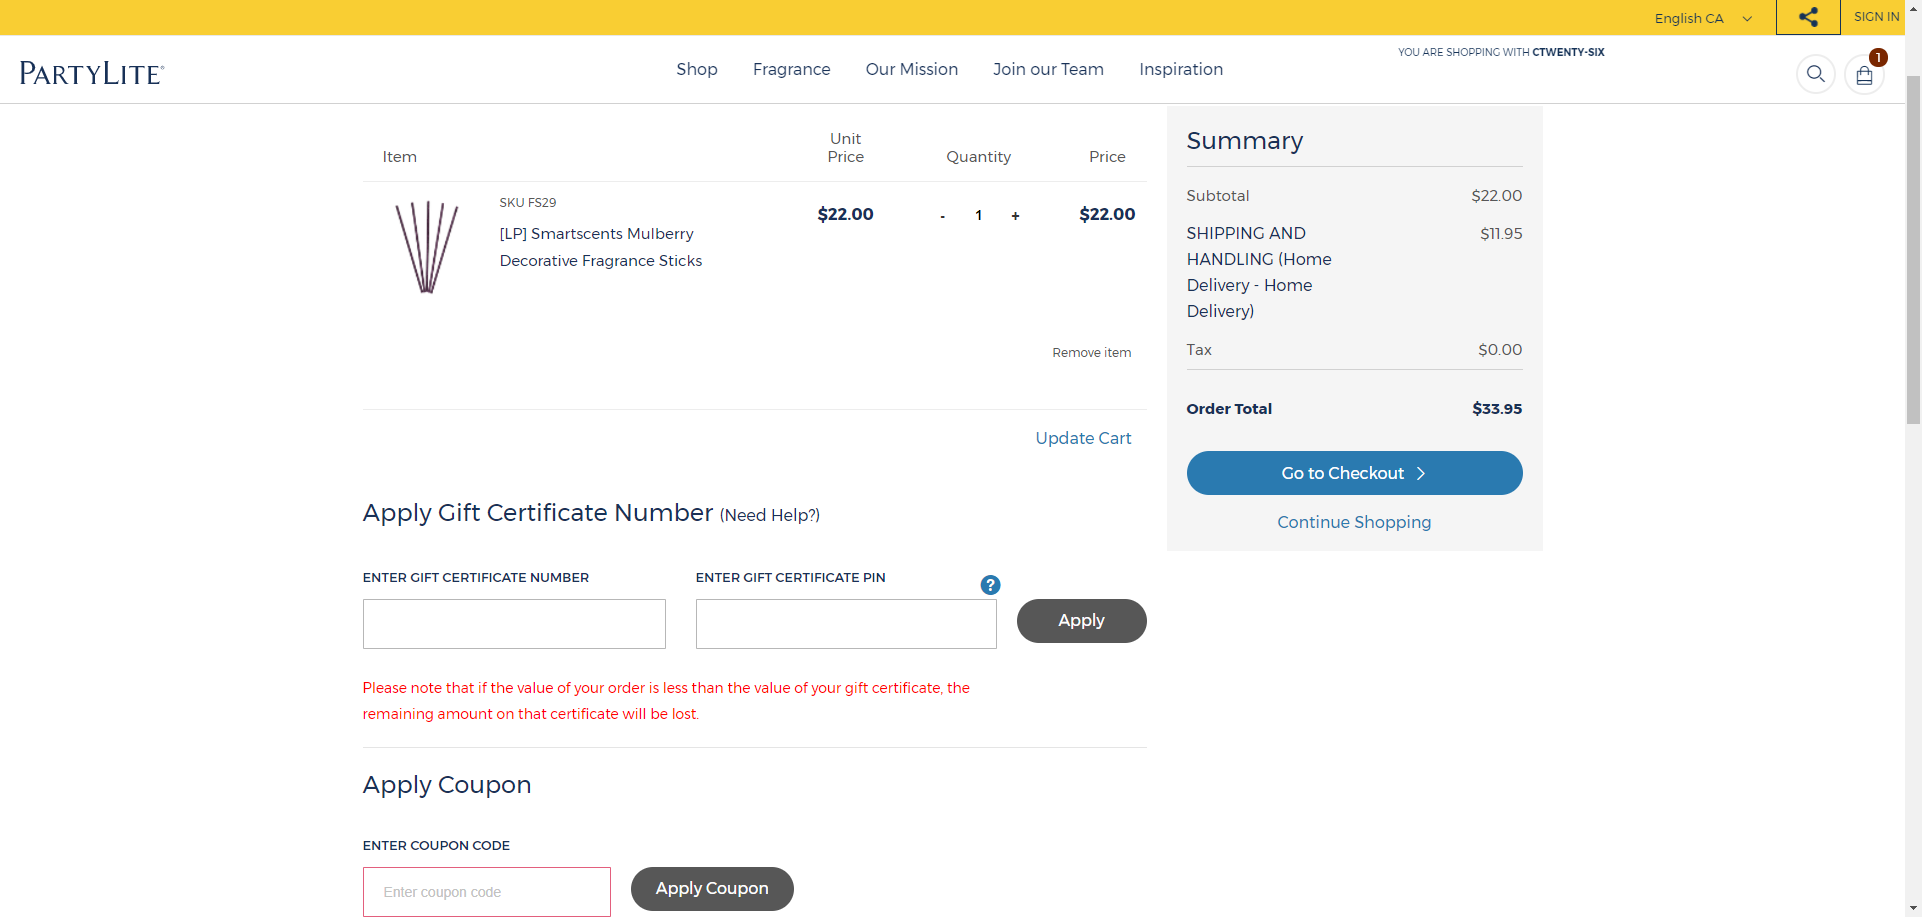 English CA
SIGN IN
PARTYLITE®
Shop
Fragrance
Our Mission
Join our Team
Inspiration
YOU ARE SHOPPING WITH CTWENTY-SIX
1
Item
Unit
Price
Quantity
Price
SKU FS29
[LP] Smartscents Mulberry
Decorative Fragrance Sticks
$22.00
- 1 +
$22.00
Remove item
Update Cart
Summary
Subtotal $22.00
SHIPPING AND $11.95
HANDLING (Home
Delivery - Home
Delivery)
Tax $0.00
Order Total $33.95
Go to Checkout
Continue Shopping
Apply Gift Certificate Number (Need Help?)
ENTER GIFT CERTIFICATE NUMBER
ENTER GIFT CERTIFICATE PIN
?
Apply
Please note that if the value of your order is less than the value of your gift certificate, the
remaining amount on that certificate will be lost.
Apply Coupon
ENTER COUPON CODE
Enter coupon code
Apply Coupon